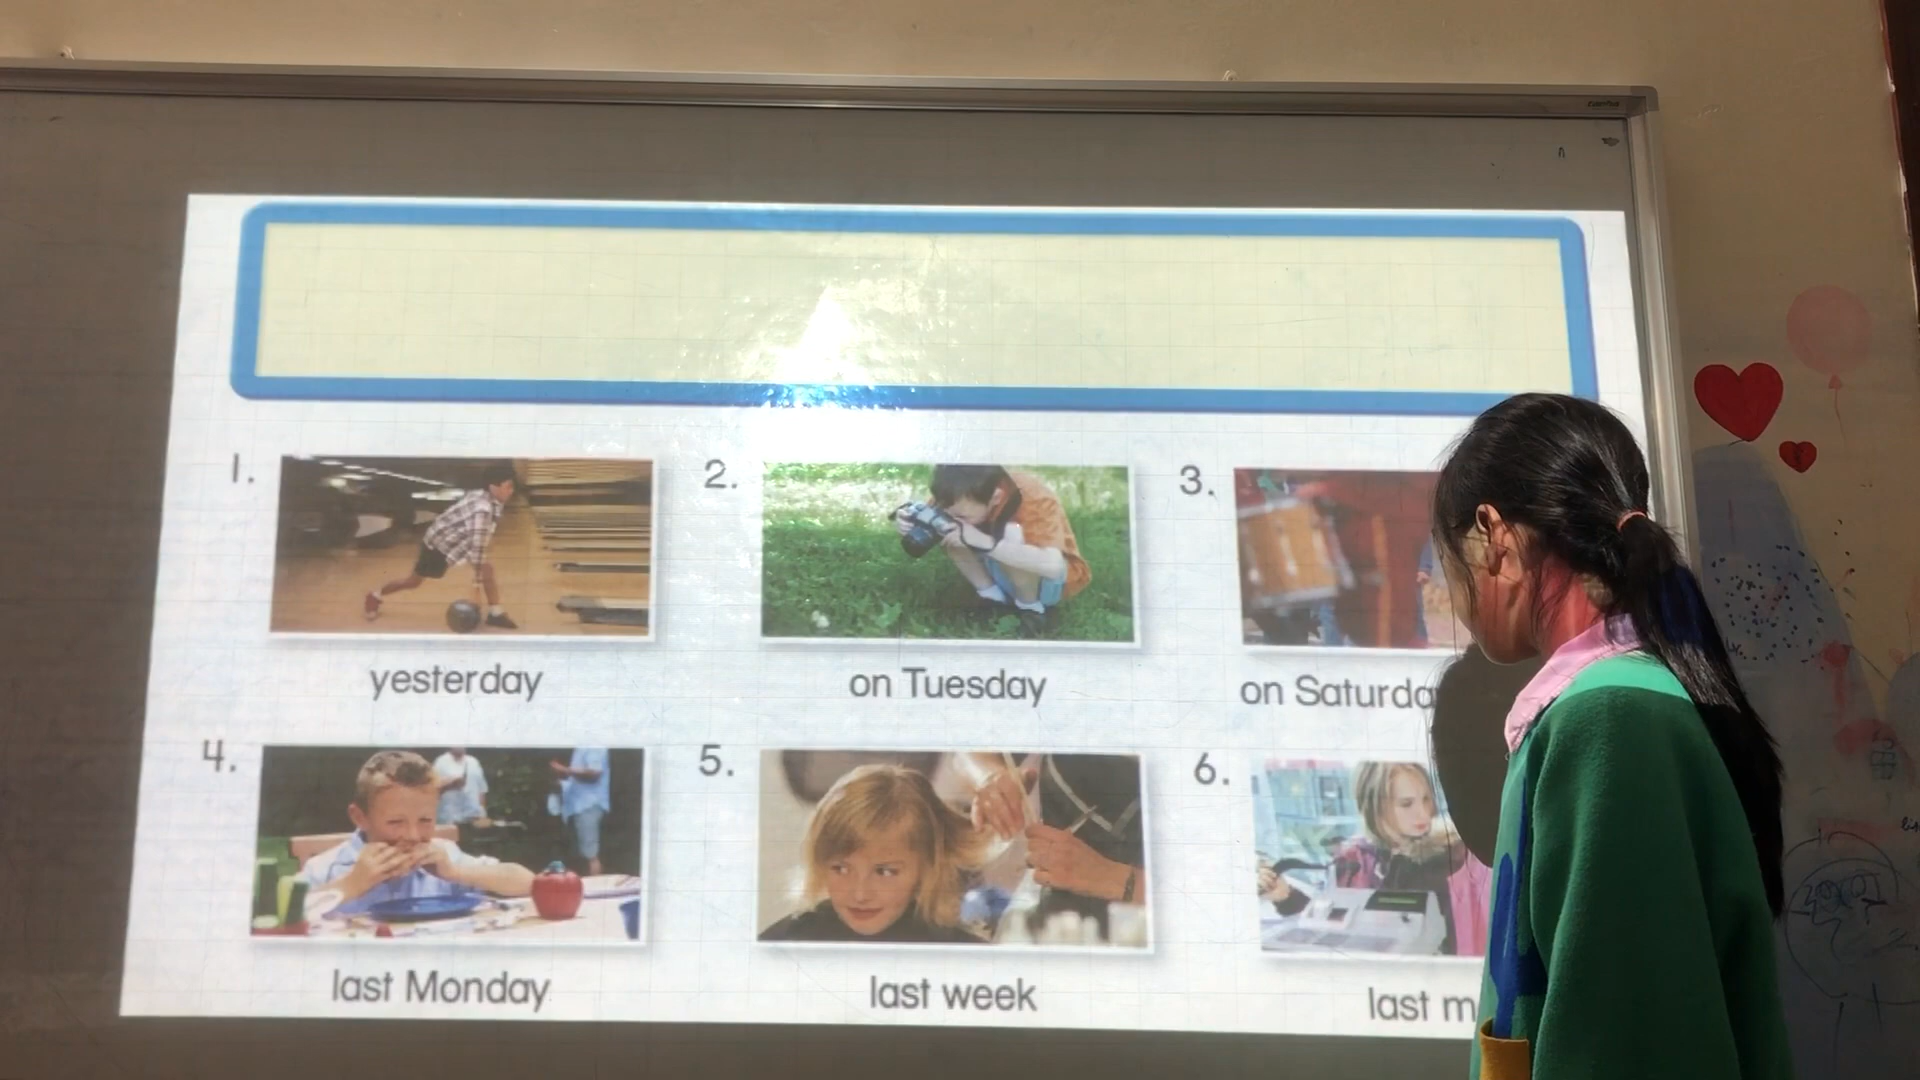 1.
2.
3.
yesterday
on Tuesday
on Saturda
4.
5.
6.
last Monday
last week
last m